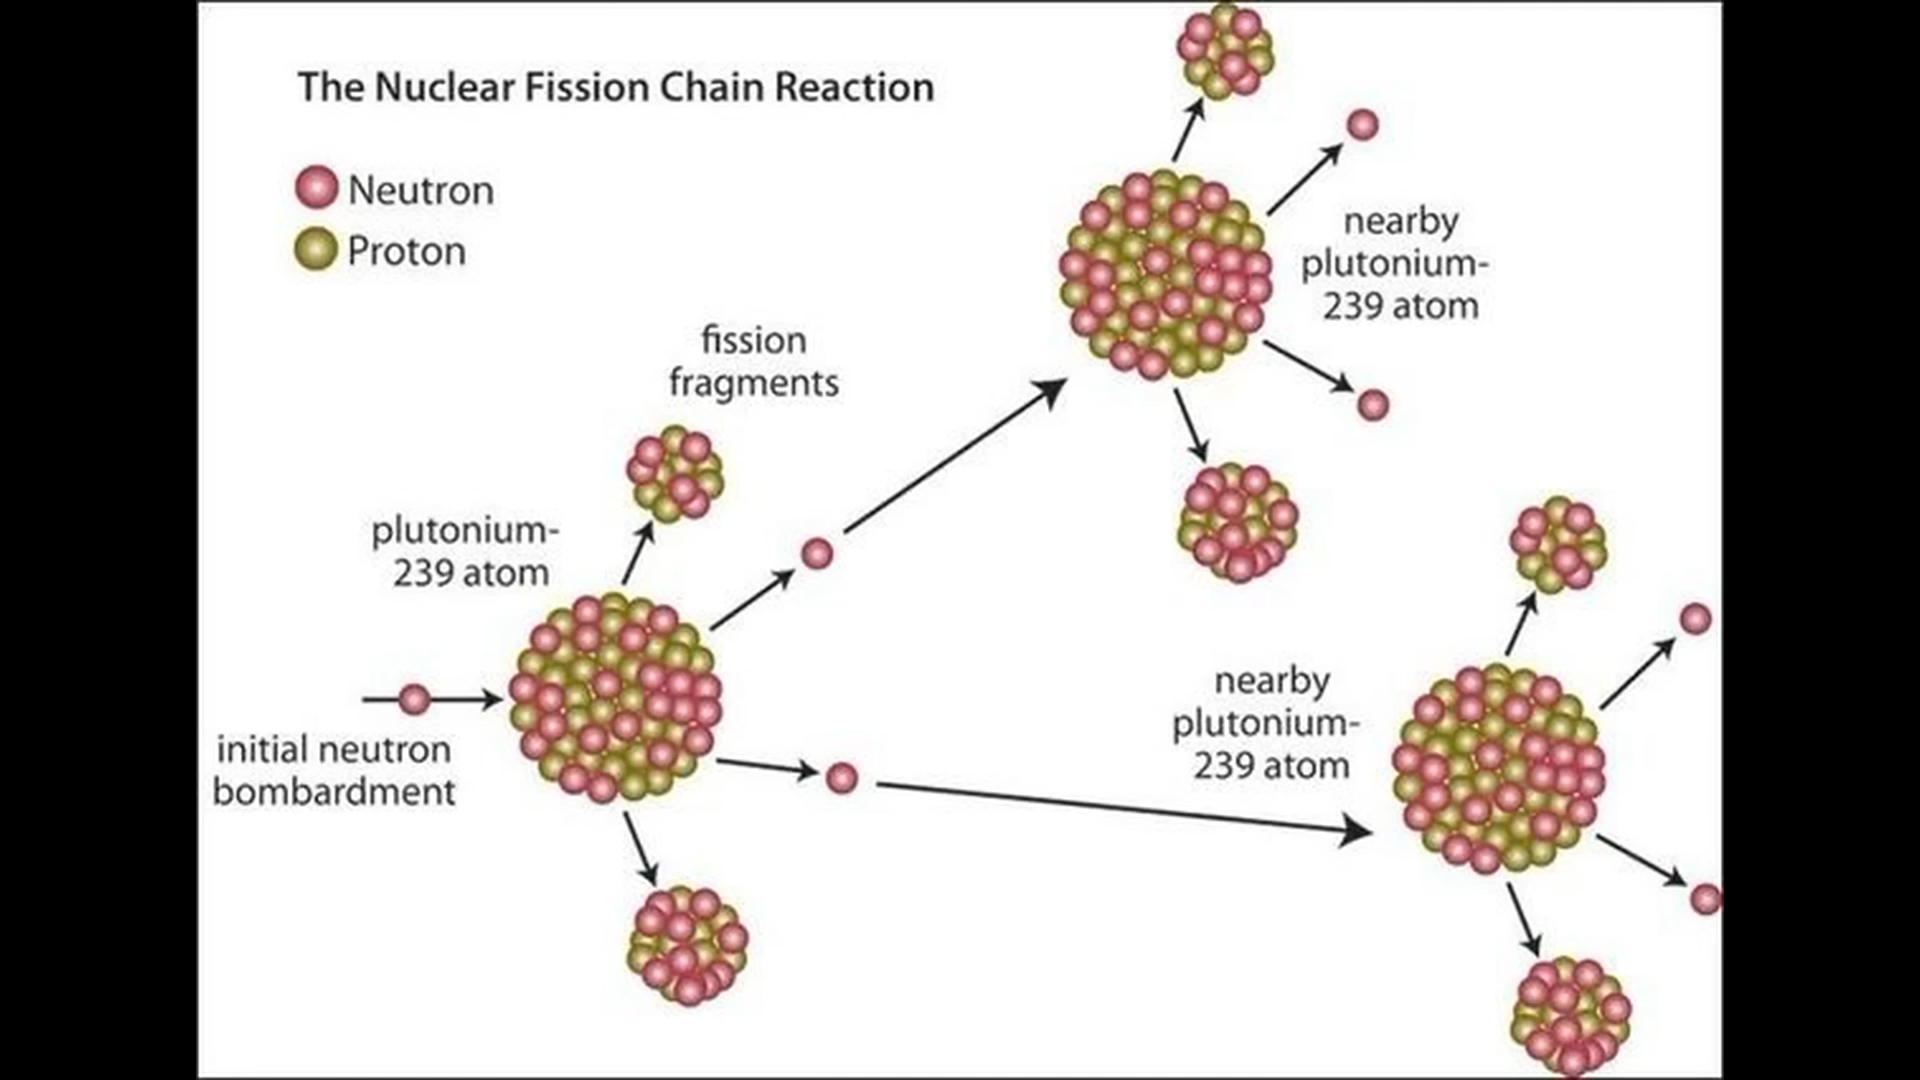 The Nuclear Fission Chain Reaction
Neutron
Proton
nearby
plutonium-
239 atom
fission
fragments
plutonium-
239 atom
initial neutron
bombardment
nearby
plutonium-
239 atom